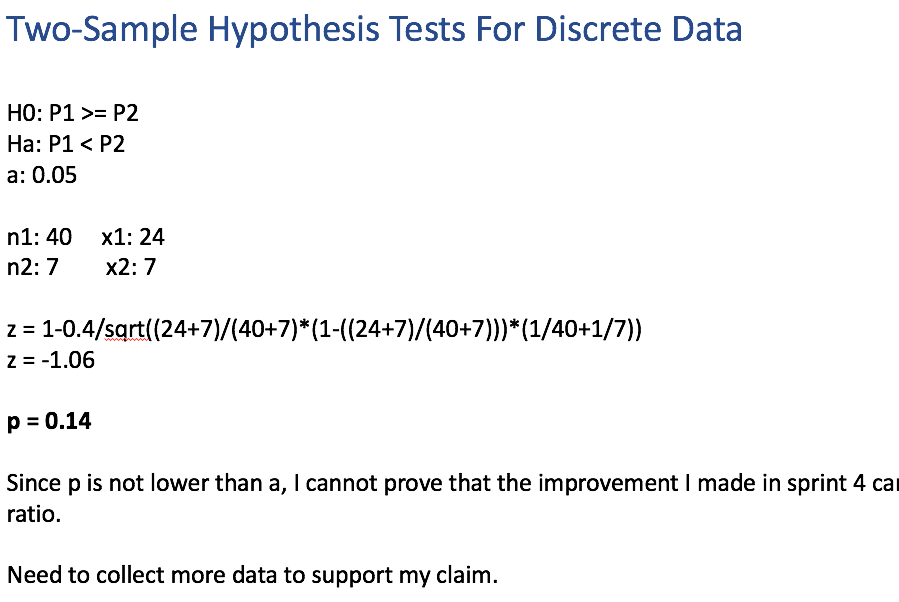 Two-Sample Hypothesis Tests For Discrete Data
H0: P1 >= P2
Ha: P1 < P2
a: 0.05
n1: 40 x1: 24
n2: 7 x2: 7
z = 1-0.4/sqrt((24+7)/(40+7)*(1-((24+7)/(40+7)))*(1/40+1/7))
z = -1.06
p = 0.14
Since p is not lower than a, I cannot prove that the improvement I made in sprint 4
ratio.
Need to collect more data to support my claim.